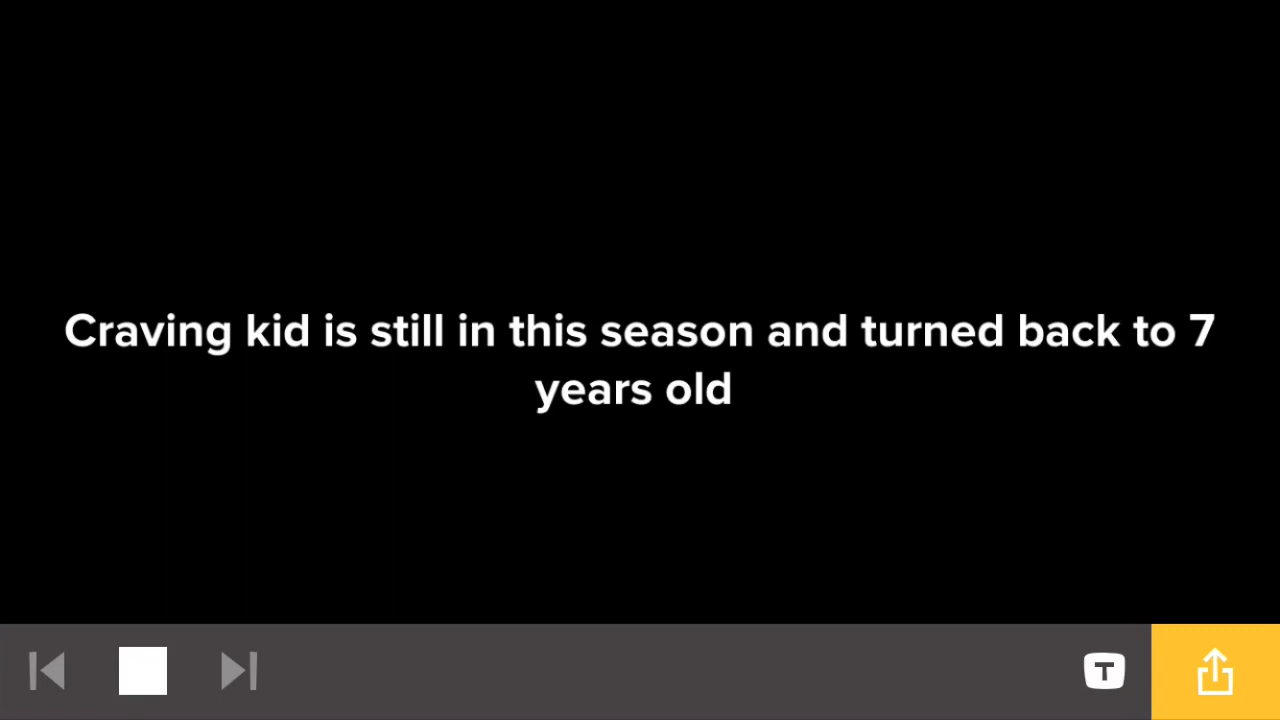 Craving kid is still in this season and turned back to 7
years old
T